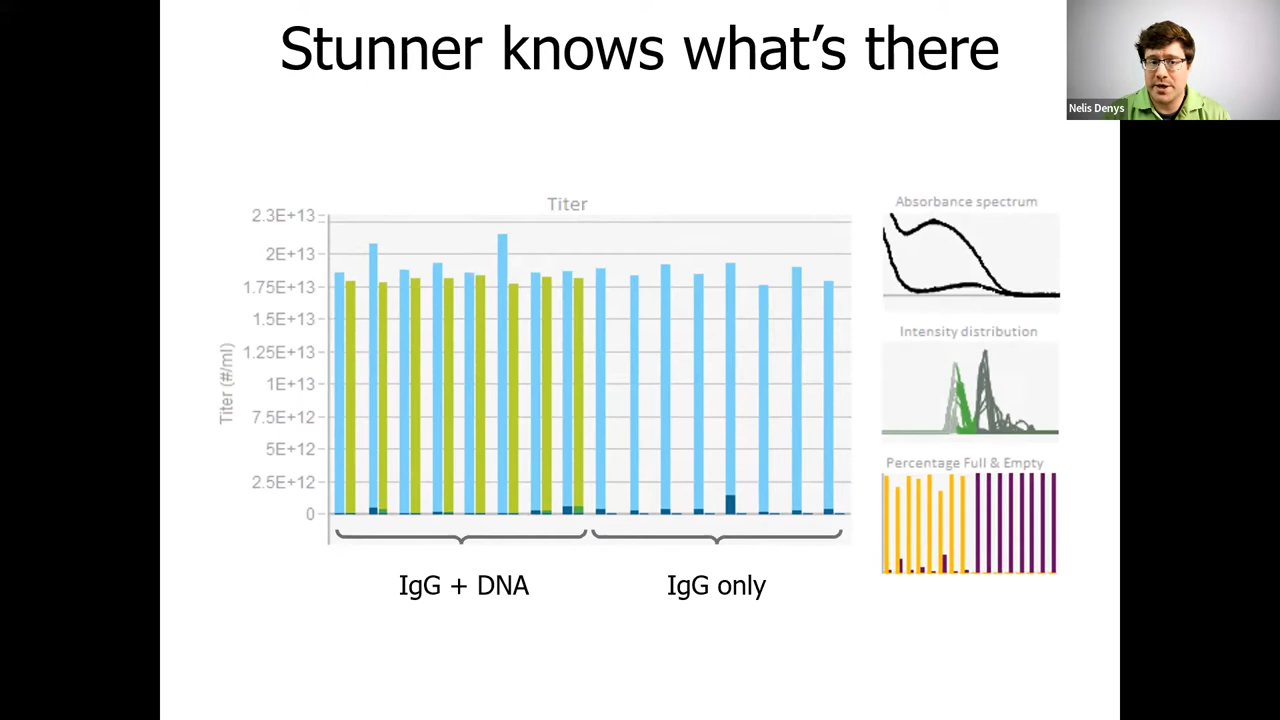 Stunner knows what's there
Nelis Denys
Titer
2.3E+13
2E+13
1.75E+13
1.5E+13
1.25E+13
1E+13
7.5E+12
5E+12
2.5E+12
0
Titer (#/ml)
IgG + DNA
IgG only
Absorbance spectrum
Intensity distribution
Percentage Full & Empty